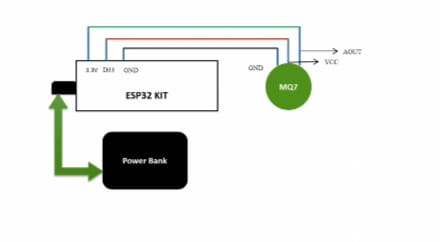 AOUT
VCC
3.3V D33 GND
GND
MQ7
ESP32 KIT
Power Bank